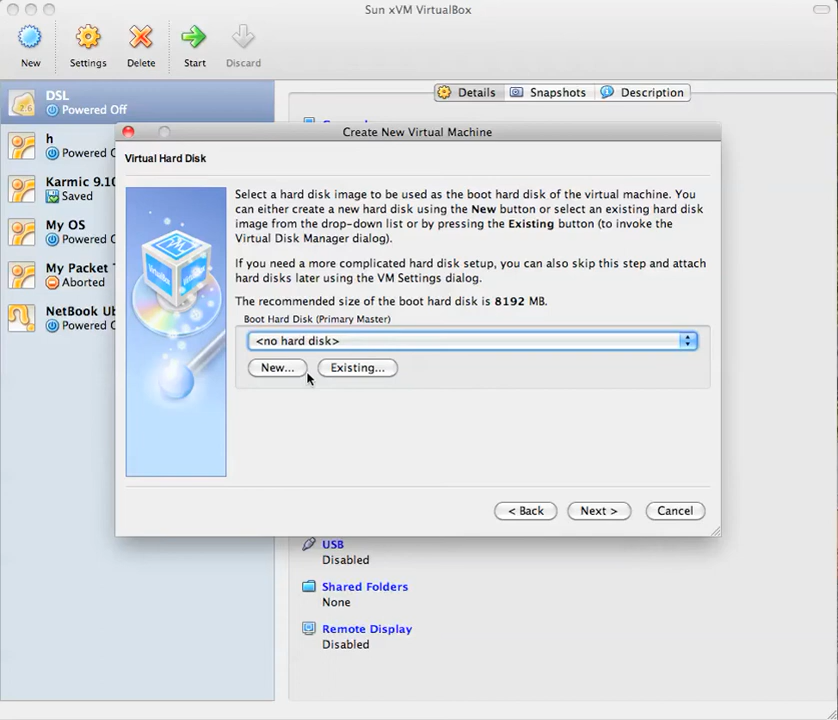 Sun xVM VirtualBox
New
Settings
Delete
Start
Discard
DSL
Powered Off
h
Powered O
Karmic 9.10
Saved
My OS
Powered O
My Packet T
Aborted
NetBook Ub
Powered O
Details
Snapshots
Description
Create New Virtual Machine
Virtual Hard Disk
Select a hard disk image to be used as the boot hard disk of the virtual machine. You
can either create a new hard disk using the New button or select an existing hard disk
image from the drop-down list or by pressing the Existing button (to invoke the
Virtual Disk Manager dialog).
If you need a more complicated hard disk setup, you can also skip this step and attach
hard disks later using the VM Settings dialog.
The recommended size of the boot hard disk is 8192 MB.
Boot Hard Disk (Primary Master)
<no hard disk>
New...
Existing...
< Back
Next >
Cancel
USB
Disabled
Shared Folders
None
Remote Display
Disabled